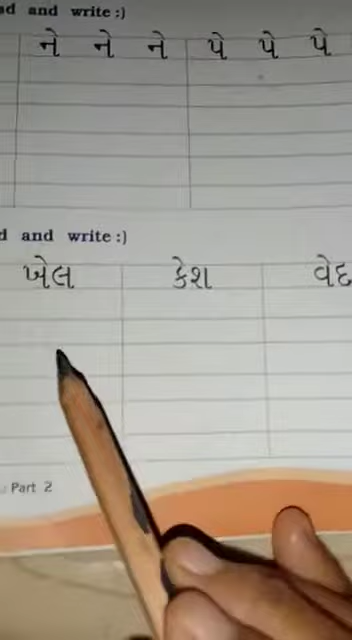 and write :)
ને ને ને પે પે પે
and write :)
ખેલ કેશ વેદ
Part 2